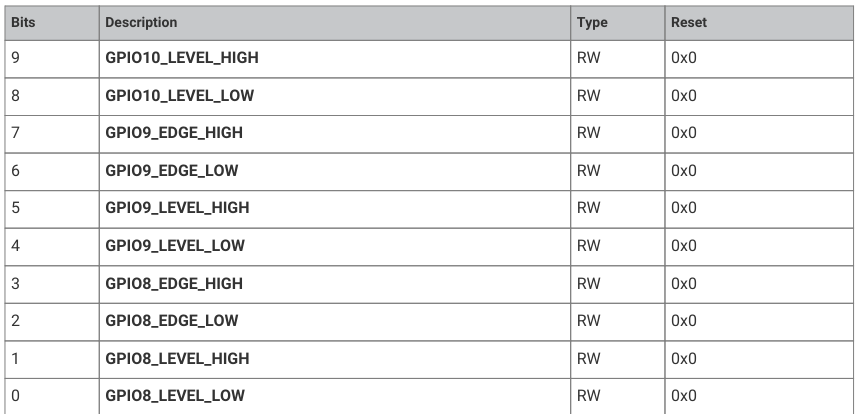 Bits Description Type Reset
9 GPIO10_LEVEL_HIGH RW 0x0
8 GPIO10_LEVEL_LOW RW 0x0
7 GPIO9_EDGE_HIGH RW 0x0
6 GPIO9_EDGE_LOW RW 0x0
5 GPIO9_LEVEL_HIGH RW 0x0
4 GPIO9_LEVEL_LOW RW 0x0
3 GPIO8_EDGE_HIGH RW 0x0
2 GPIO8_EDGE_LOW RW 0x0
1 GPIO8_LEVEL_HIGH RW 0x0
0 GPIO8_LEVEL_LOW RW 0x0